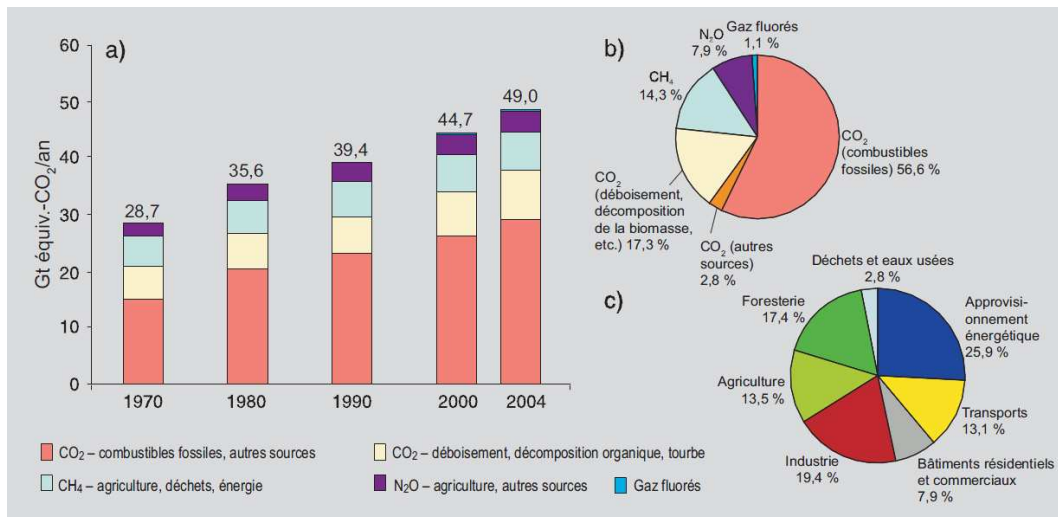 a)
Gt équiv.-CO₂/an
60
50
40
30
20
10
0
28,7
35,6
39,4
44,7
49,0
1970
1980
1990
2000
2004
b)
Gaz fluorés
1,1 %
N₂O
7,9 %
CH₄
14,3 %
CO₂
(combustibles
fossiles) 56,6 %
CO₂
(déboisement,
décomposition
de la biomasse,
etc.) 17,3 %
CO₂ (autres
sources)
2,8 %
c)
Déchets et eaux usées
2,8 %
Foresterie
17,4 %
Approvisi-
onnement
énergétique
25,9 %
Agriculture
13,5 %
Transports
13,1 %
Industrie
19,4 %
Bâtiments résidentiels
et commerciaux
7,9 %
CO₂ – combustibles fossiles, autres sources
CO₂ – déboisement, décomposition organique, tourbe
CH₄ – agriculture, déchets, énergie
N₂O – agriculture, autres sources
Gaz fluorés